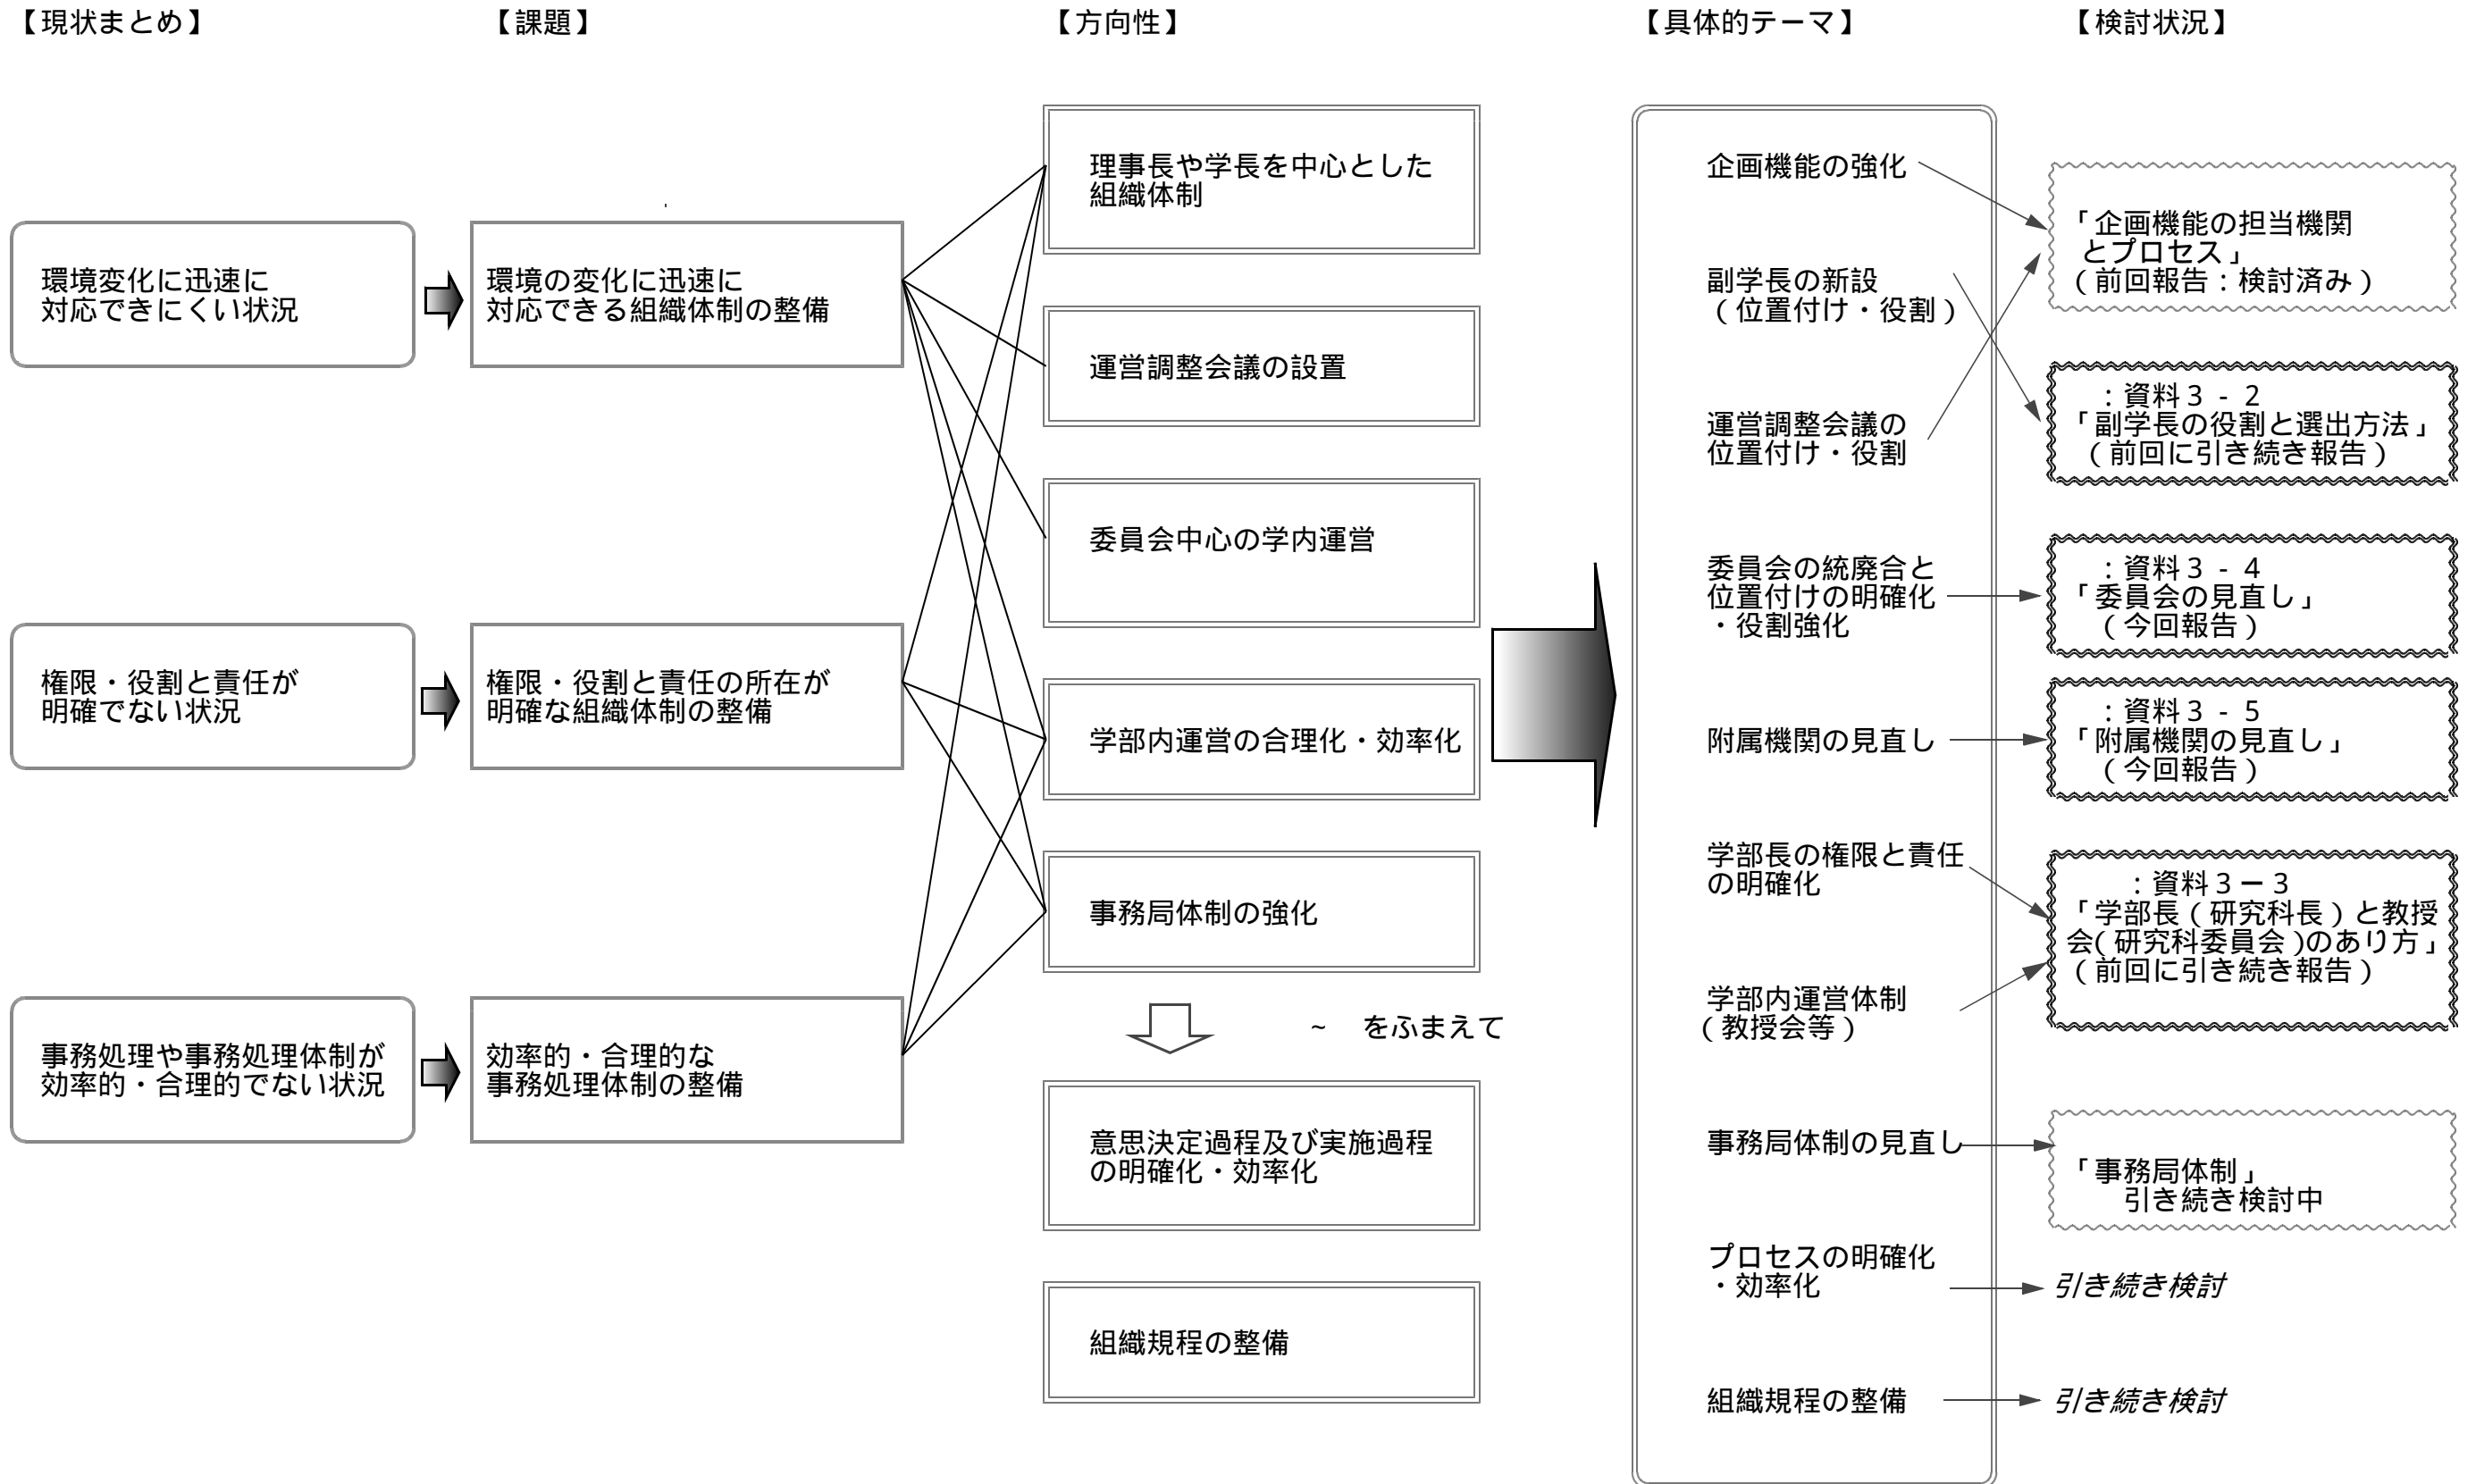 【現状まとめ】
【課題】
【方向性】
【具体的テーマ】
【検討状況】
環境変化に迅速に
対応できにくい状況
権限・役割と責任が
明確でない状況
事務処理や事務処理体制が
効率的・合理的でない状況
環境の変化に迅速に
対応できる組織体制の整備
権限・役割と責任の所在が
明確な組織体制の整備
効率的・合理的な
事務処理体制の整備
理事長や学長を中心とした
組織体制
運営調整会議の設置
委員会中心の学内運営
学部内運営の合理化・効率化
事務局体制の強化
~ をふまえて
意思決定過程及び実施過程
の明確化・効率化
組織規程の整備
企画機能の強化
副学長の新設
（位置付け・役割）
運営調整会議の
位置付け・役割
委員会の統廃合と
位置付けの明確化
・役割強化
附属機関の見直し
学部長の権限と責任
の明確化
学部内運営体制
（教授会等）
事務局体制の見直し
プロセスの明確化
・効率化
組織規程の整備
「企画機能の担当機関
とプロセス」
（前回報告：検討済み）
：資料３-２
「副学長の役割と選出方法」
（前回に引き続き報告）
：資料３-４
「委員会の見直し」
（今回報告）
：資料３-５
「附属機関の見直し」
（今回報告）
：資料３ー３
「学部長（研究科長）と教授
会(研究科委員会)のあり方」
（前回に引き続き報告）
「事務局体制」
引き続き検討中
引き続き検討
引き続き検討